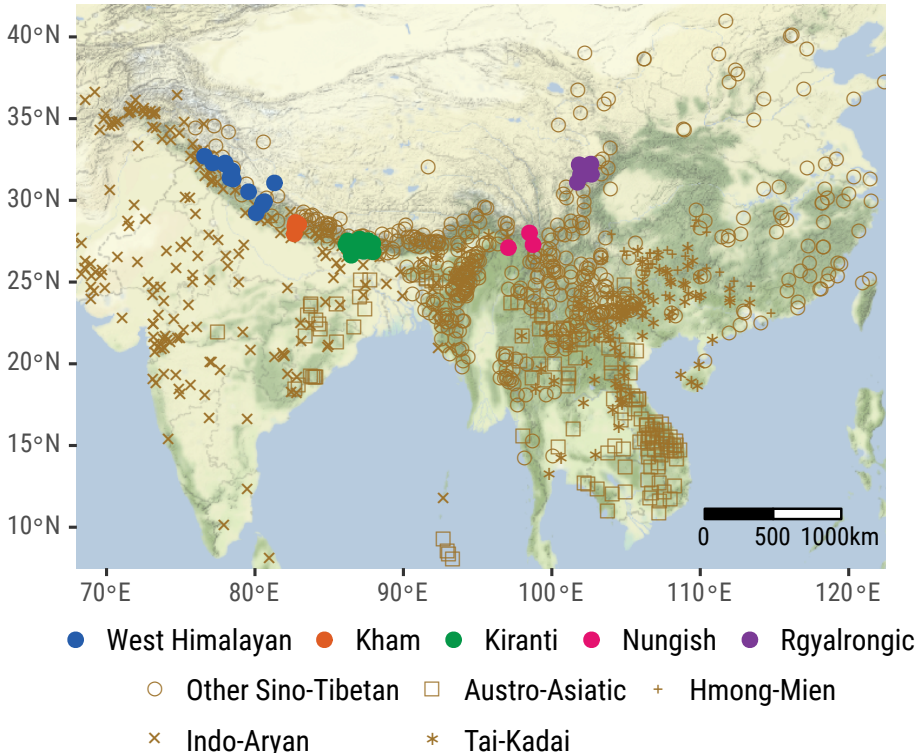 40°N
35°N
30°N
25°N
20°N
15°N
10°N
0 500 1000km
70°E 80°E 90°E 100°E 110°E 120°E
West Himalayan Kham Kiranti Nungish Rgyalrongic
Other Sino-Tibetan Austro-Asiatic Hmong-Mien
Indo-Aryan Tai-Kadai